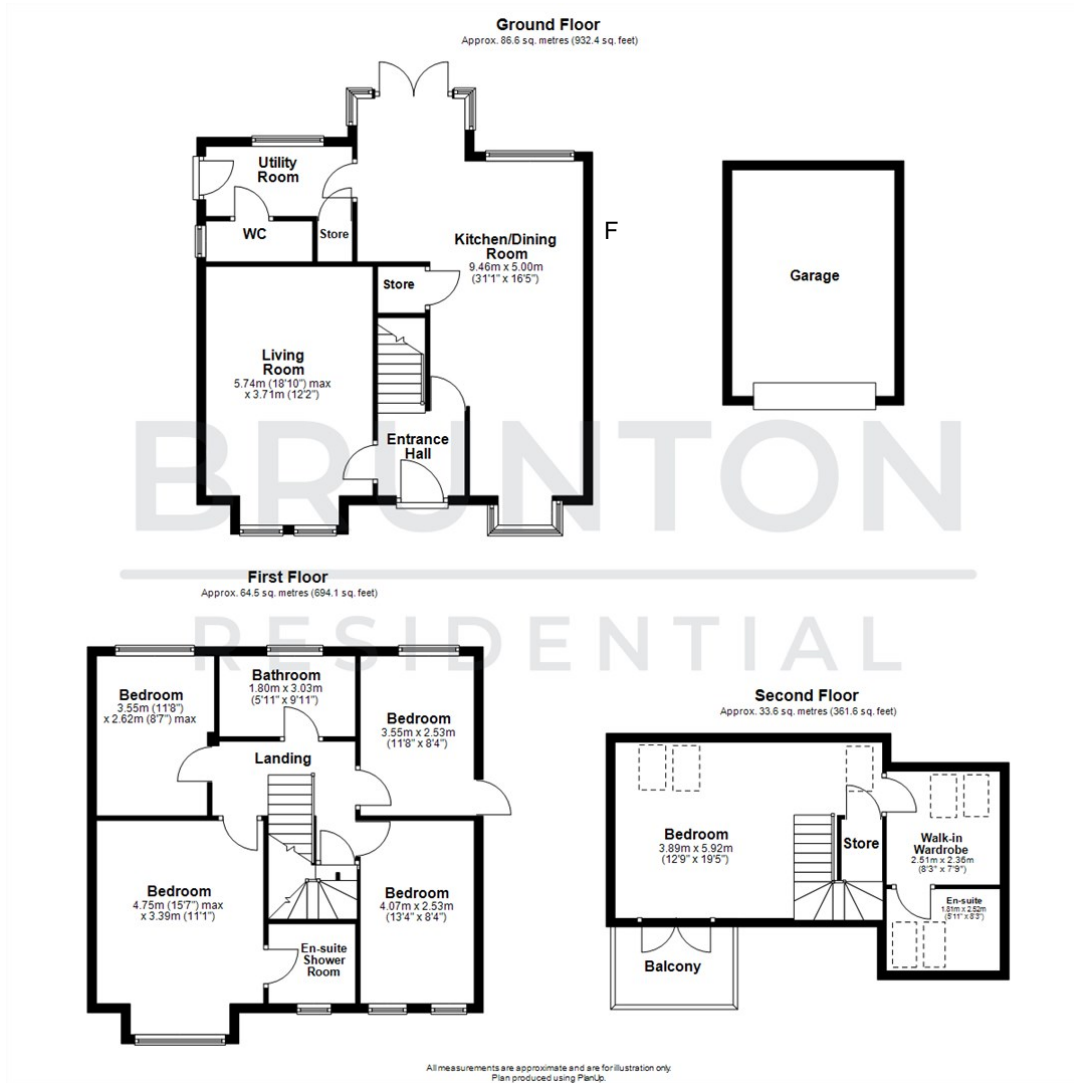 Ground Floor
Approx. 86.6 sq. metres (932.4 sq. feet)
Utility
Room
WC
Store
Kitchen/Dining
Room
9.46m x 5.00m
(31'1" x 16'5")
F
Store
Living
Room
5.74m (18'10") max
x 3.71m (12'2")
Entrance
Hall
Garage
BRUNTON
RESIDENTIAL
First Floor
Approx. 64.5 sq. metres (694.1 sq. feet)
Bedroom
3.55m (11'8")
x 2.62m (8'7") max
Bathroom
1.80m x 3.03m
(5'11" x 9'11")
Bedroom
3.55m x 2.53m
(11'8" x 8'4")
Landing
Bedroom
4.75m (15'7") max
x 3.39m (11'1")
En-suite
Shower
Room
Bedroom
4.07m x 2.53m
(13'4" x 8'4")
Second Floor
Approx. 33.6 sq. metres (361.6 sq. feet)
Bedroom
3.89m x 5.92m
(12'9" x 19'5")
Store
Walk-in
Wardrobe
2.51m x 2.36m
(8'3" x 7'9")
En-suite
1.81m x 2.52m
(5'11" x 8'3")
Balcony
All measurements are approximate and are for illustration only.
Plan produced using PlanUp.